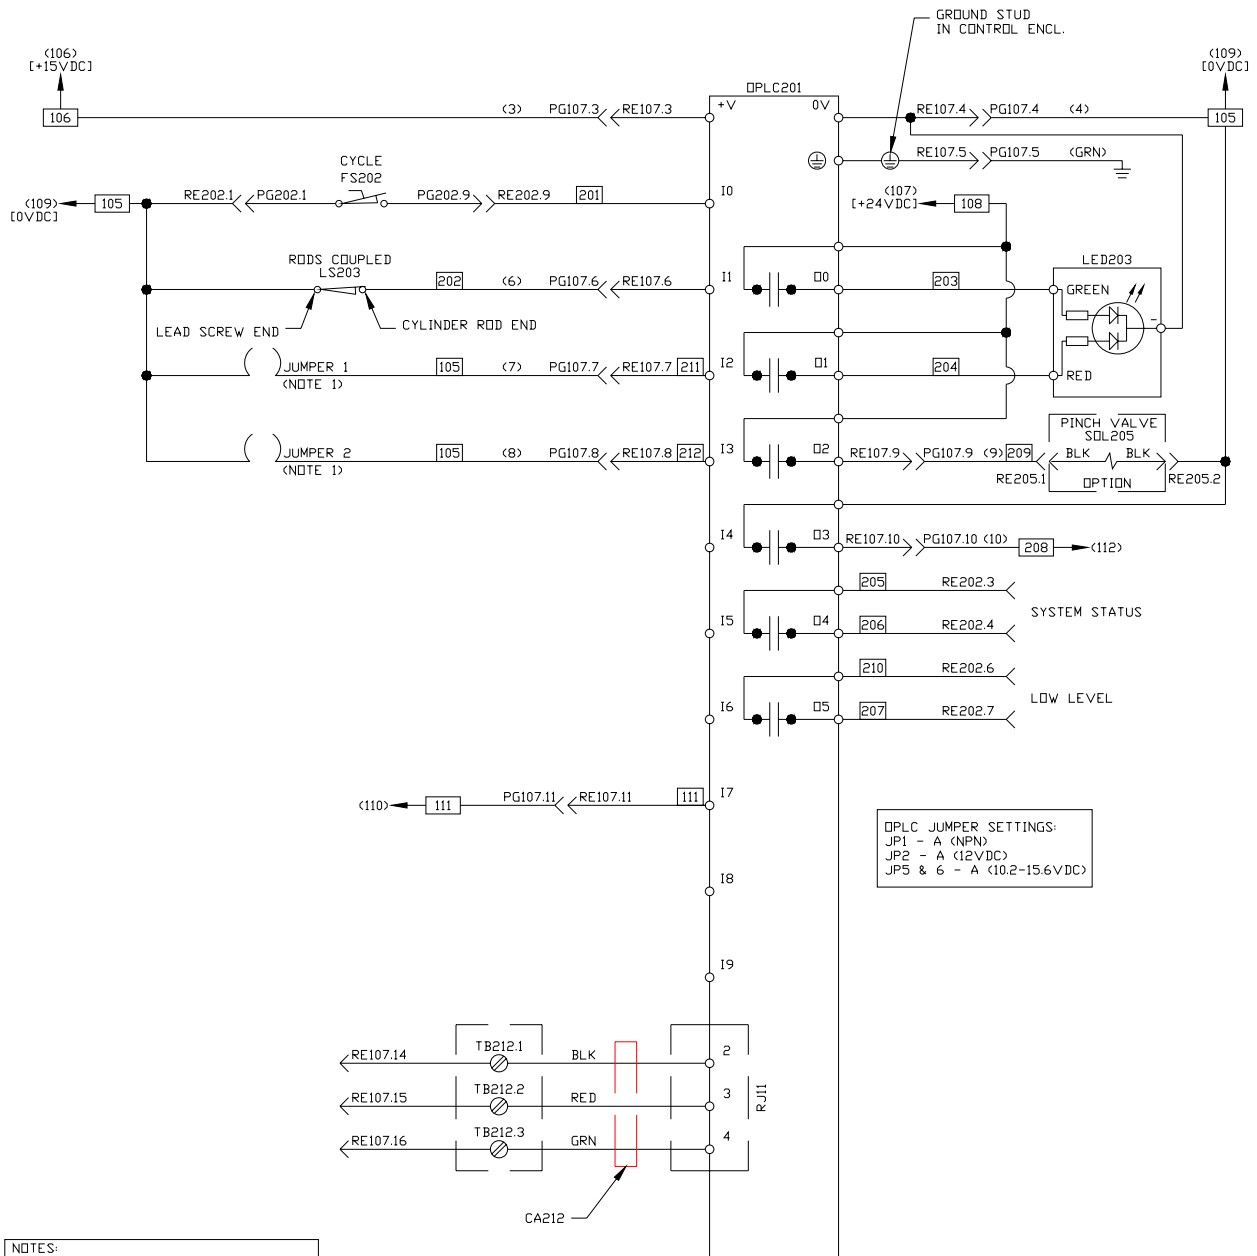 GROUND STUD
IN CONTROL ENCL.
(106)
[+15VDC]
(109)
[0VDC]
OPLC201
+V 0V
106 (3) PG107.3 RE107.3 RE107.4 PG107.4 (4) 105
RE107.5 PG107.5 (GRN)
CYCLE
FS202
(109)
[0VDC]
105 RE202.1 PG202.1 PG202.9 RE202.9 201 I0
(107)
[+24VDC]
108
RODS COUPLED
LS203
202 (6) PG107.6 RE107.6 I1 O0 203
LED203
GREEN
-
RED
LEAD SCREW END
CYLINDER ROD END
JUMPER 1
(NOTE 1)
105 (7) PG107.7 RE107.7 211 I2 O1 204
JUMPER 2
(NOTE 1)
105 (8) PG107.8 RE107.8 212 I3 O2 RE107.9 PG107.9 (9) 209
PINCH VALVE
SOL205
BLK BLK
RE205.1 OPTION RE205.2
I4 O3 RE107.10 PG107.10 (10) 208 (112)
205 RE202.3
SYSTEM STATUS
I5 O4 206 RE202.4
210 RE202.6
LOW LEVEL
I6 O5 207 RE202.7
(110) 111 PG107.11 RE107.11 111 I7
OPLC JUMPER SETTINGS:
JP1 - A (NPN)
JP2 - A (12VDC)
JP5 & 6 - A (10.2-15.6VDC)
I8
I9
RE107.14 TB212.1 BLK 2
RE107.15 TB212.2 RED 3
RJ11
RE107.16 TB212.3 GRN 4
CA212
NOTES: